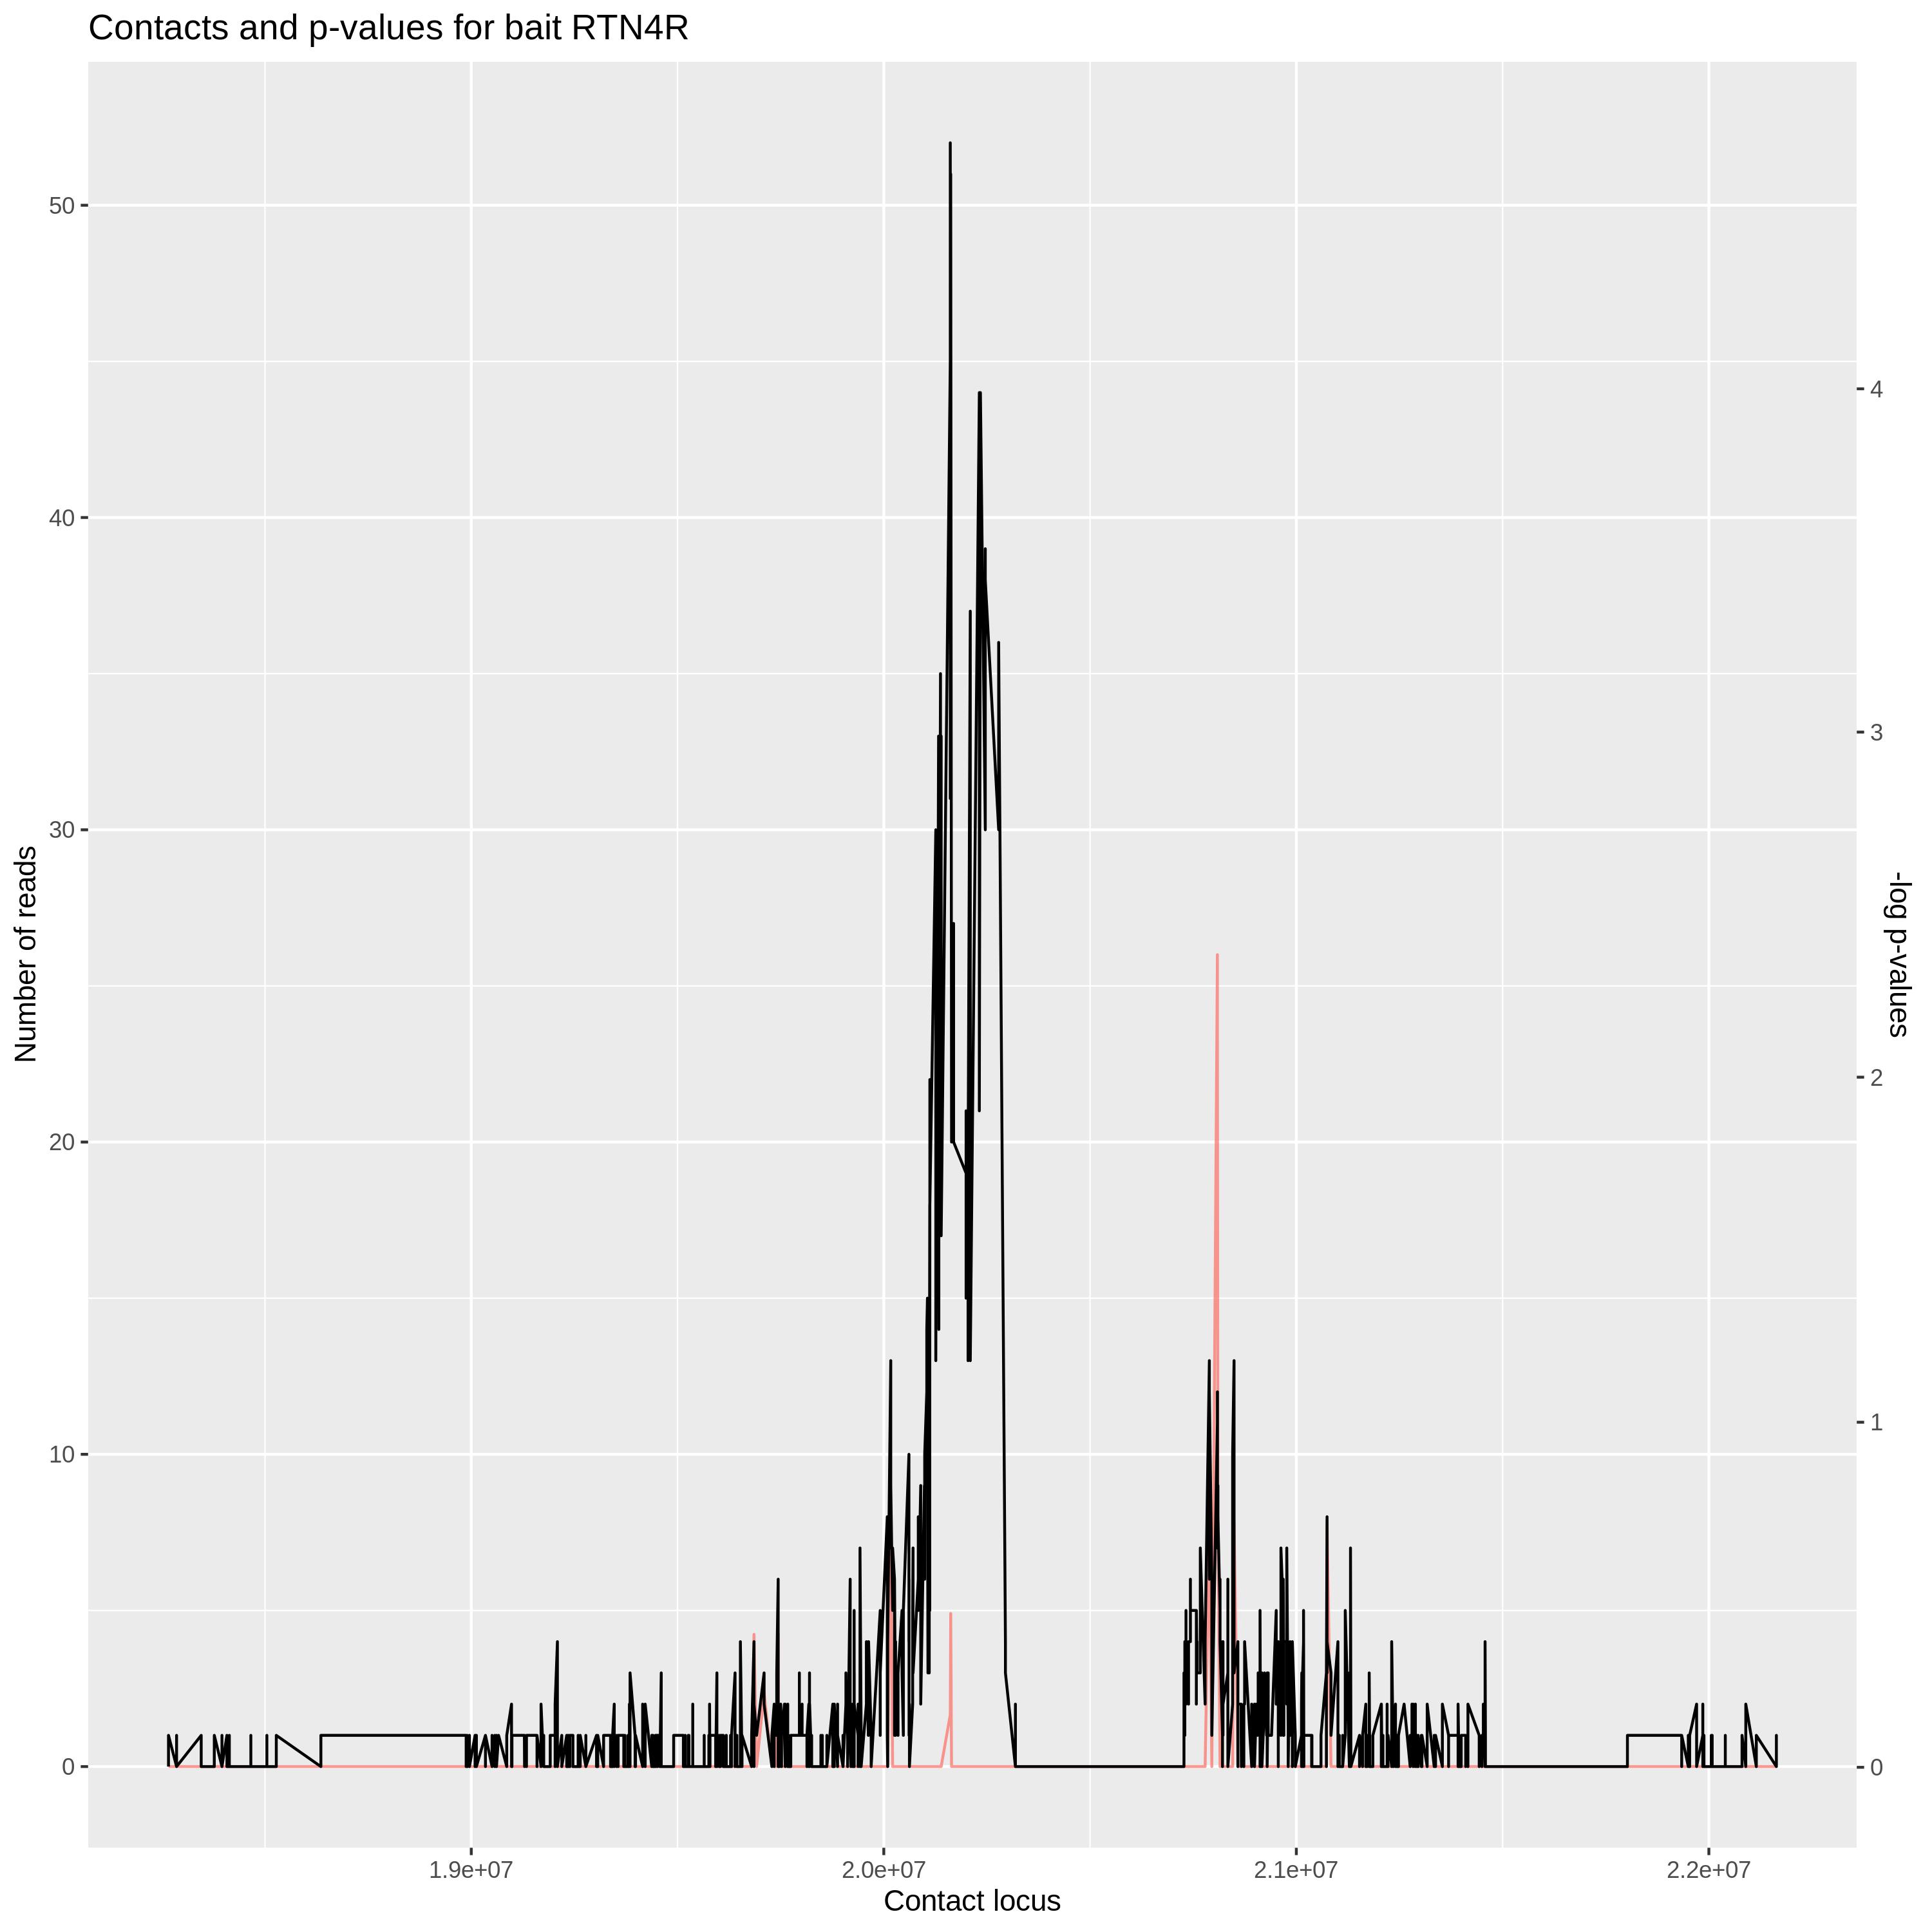 Contacts and p-values for bait RTN4R
50
40
30
20
10
0
Number of reads
4
3
2
1
0
-log p-values
1.9e+07
2.0e+07
2.1e+07
2.2e+07
Contact locus